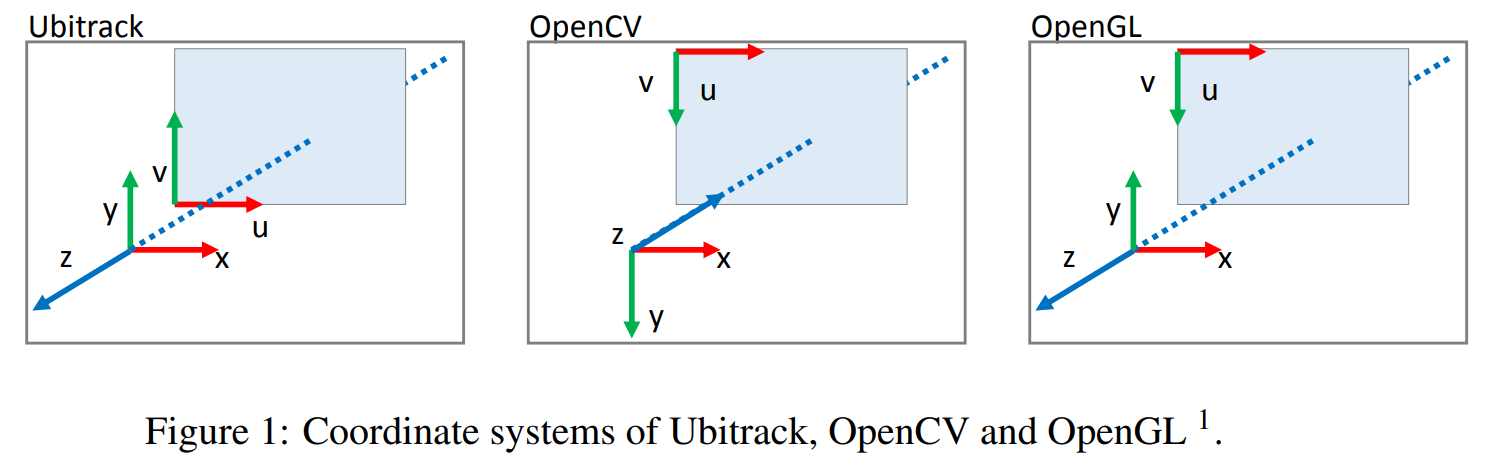 Ubitrack
OpenCV
OpenGL
v
u
y
z
x
v
u
z
x
y
v
u
y
z
x
Figure 1: Coordinate systems of Ubitrack, OpenCV and OpenGL ¹.